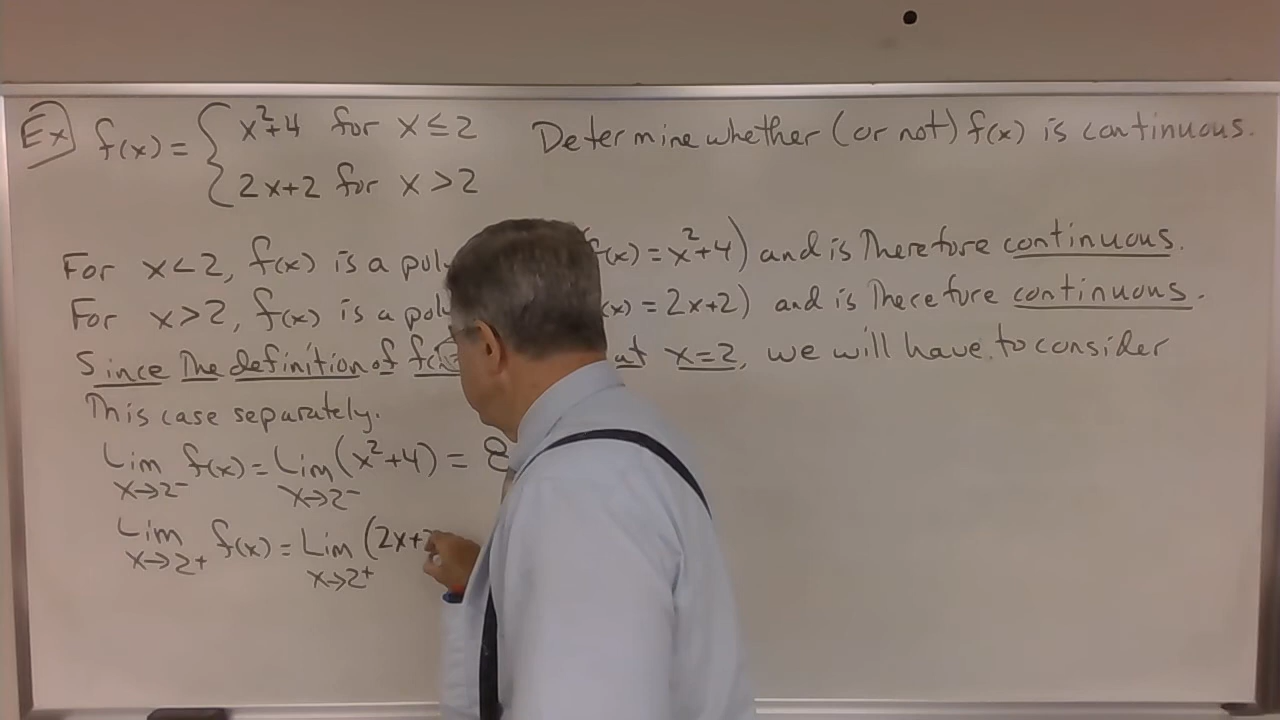 Ex f(x) = { x²+4 for x ≤ 2 Determine whether (or not) f(x) is continuous.
2x+2 for x > 2
For x < 2, f(x) is a f(x) = x²+4) and is Therefore continuous.
For x > 2, f(x) is a (x) = 2x+2) and is Therefore continuous.
Since The definition of at x=2, we will have to consider
This case separately.
Lim x→2⁻ f(x) = Lim x→2⁻ (x²+4) = 8
Lim x→2⁺ f(x) = Lim x→2⁺ (2x+